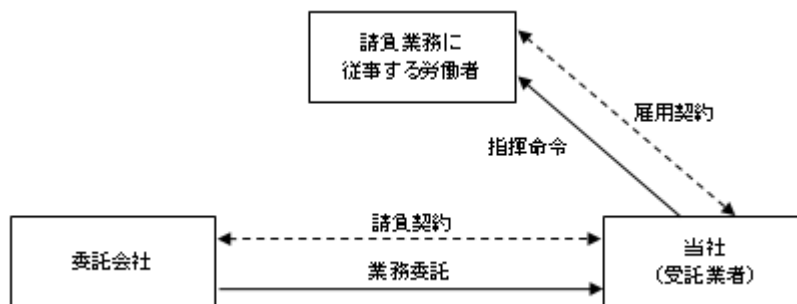 請負業務に
従事する労働者
雇用契約
指揮命令
請負契約
委託会社
業務委託
当社
（受託業者）